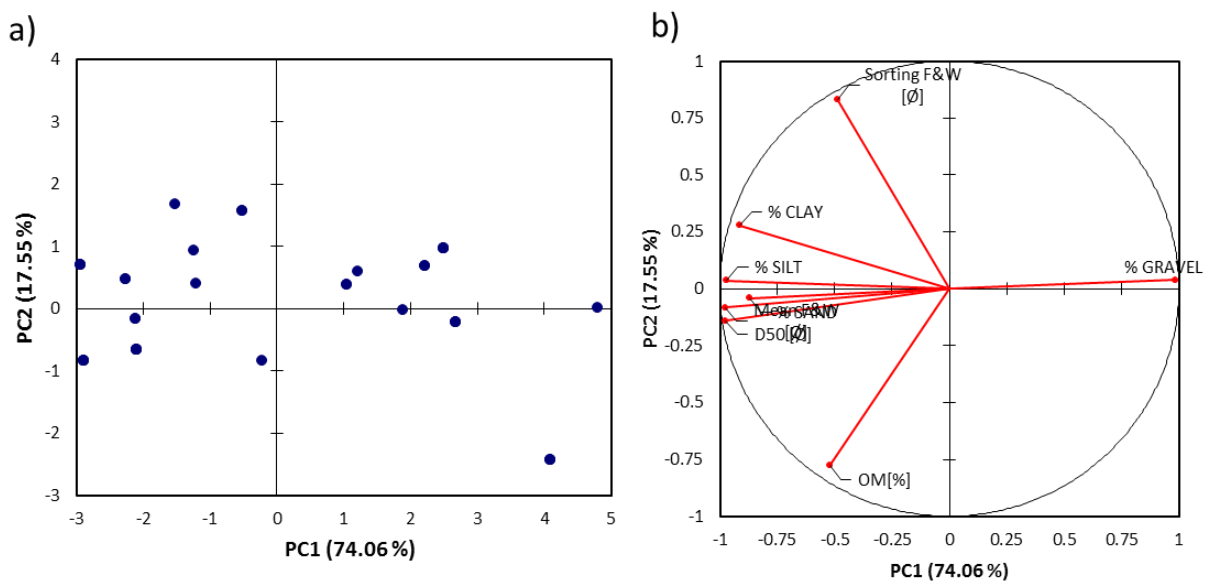 a)
4
3
2
1
0
-1
-2
-3
PC2 (17.55 %)
-3
-2
-1
0
1
2
3
4
5
PC1 (74.06 %)
b)
1
0.75
0.5
0.25
0
-0.25
-0.5
-0.75
-1
PC2 (17.55 %)
Sorting F&W
[Ø]
% CLAY
% SILT
% GRAVEL
% SAND
Mean F&W
[Ø]
D50[Ø]
OM[%]
-1
-0.75
-0.5
-0.25
0
0.25
0.5
0.75
1
PC1 (74.06 %)